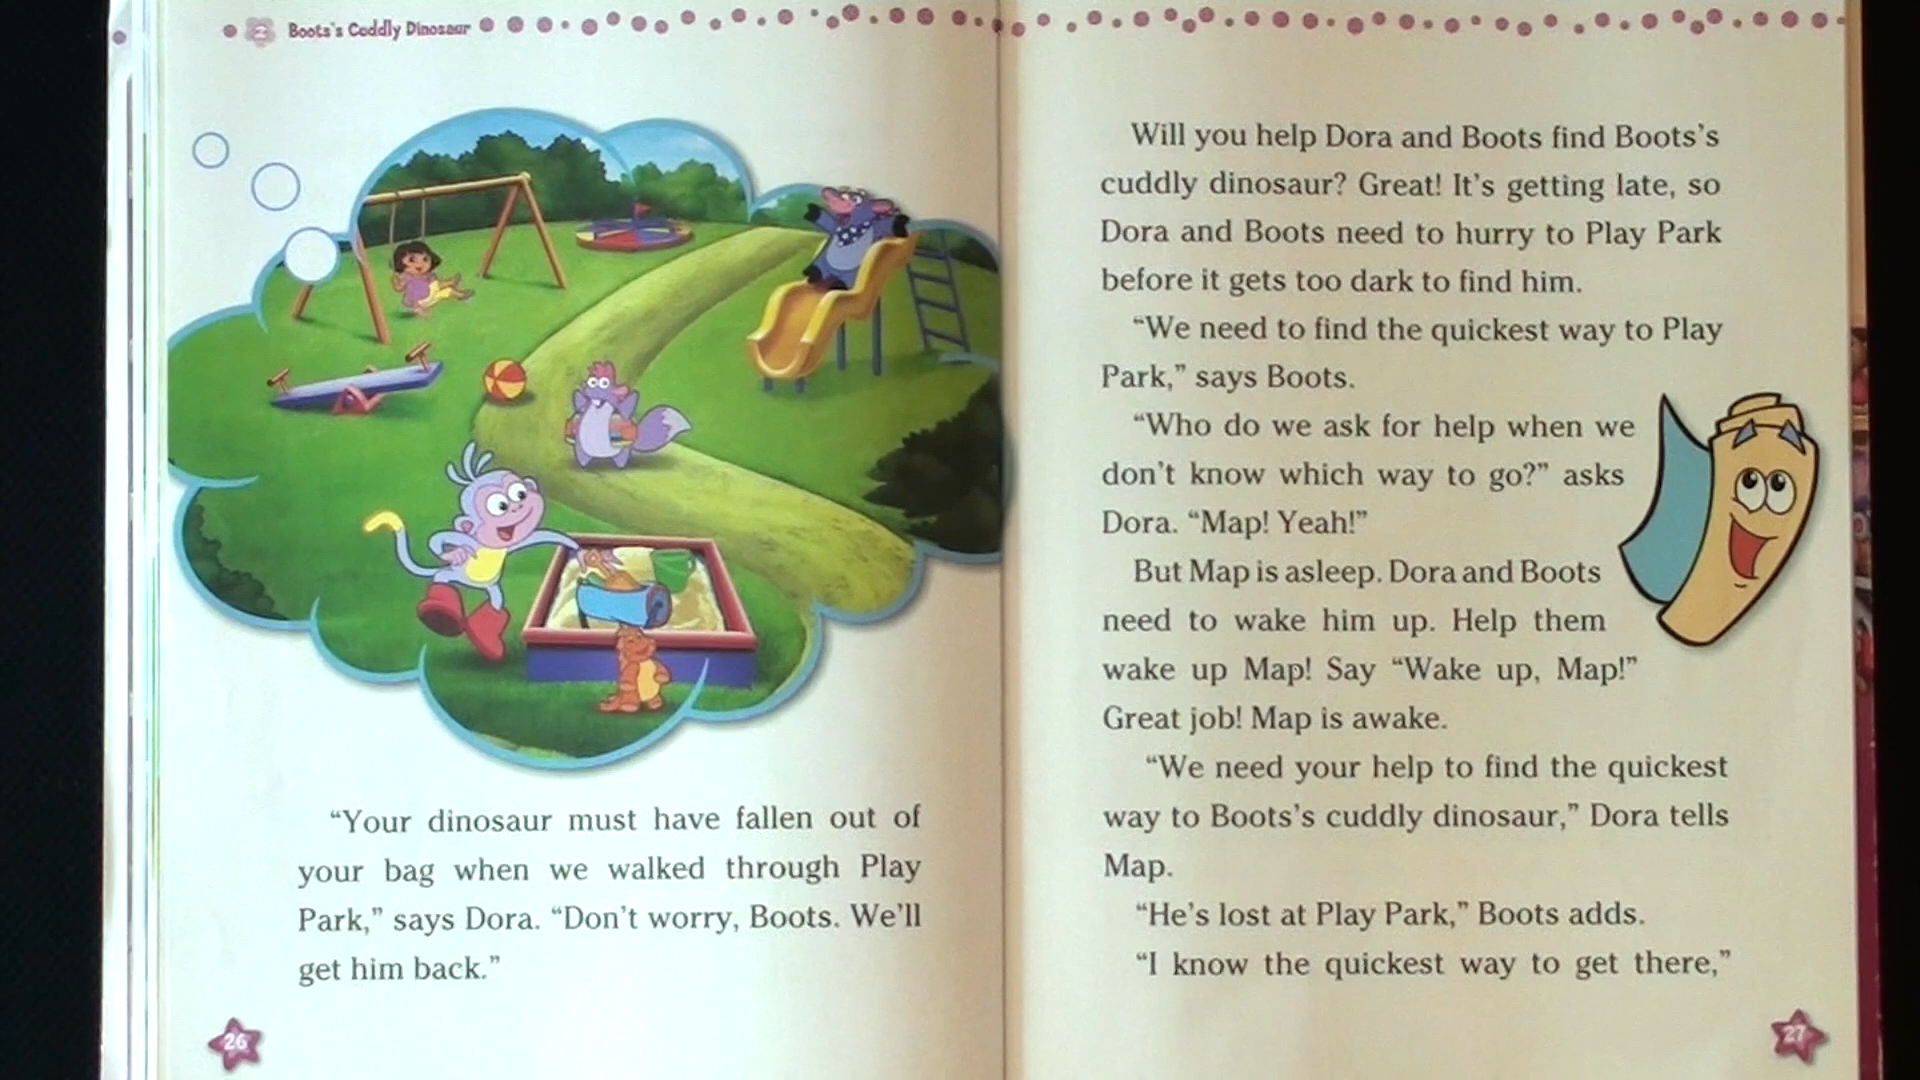 2 Boots's Cuddly Dinosaur
“Your dinosaur must have fallen out of
your bag when we walked through Play
Park,” says Dora. “Don’t worry, Boots. We’ll
get him back.”
26
Will you help Dora and Boots find Boots’s
cuddly dinosaur? Great! It’s getting late, so
Dora and Boots need to hurry to Play Park
before it gets too dark to find him.
“We need to find the quickest way to Play
Park,” says Boots.
“Who do we ask for help when we
don’t know which way to go?” asks
Dora. “Map! Yeah!”
But Map is asleep. Dora and Boots
need to wake him up. Help them
wake up Map! Say “Wake up, Map!”
Great job! Map is awake.
“We need your help to find the quickest
way to Boots’s cuddly dinosaur,” Dora tells
Map.
“He’s lost at Play Park,” Boots adds.
“I know the quickest way to get there,”
27